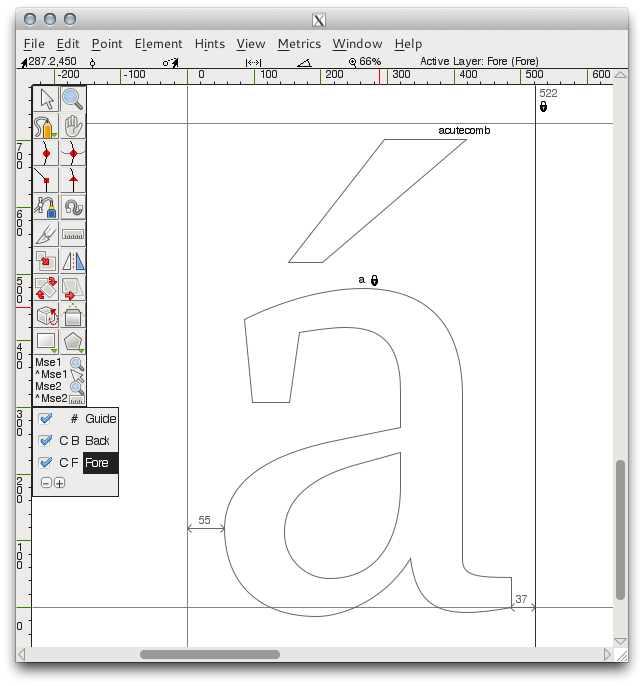 X
File Edit Point Element Hints View Metrics Window Help
287.2,450 66% Active Layer: Fore (Fore)
-200 -100 0 100 200 300 400 500 600
522
acutecomb
700
600
a
500
400
Mse1
^Mse1
Mse2
^Mse2
300
# Guide
C B Back
C F Fore
200
55
100
37
0
á